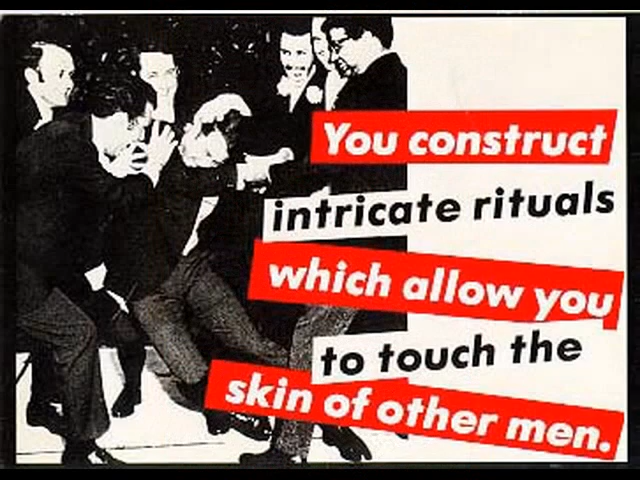 You construct
intricate rituals
which allow you
to touch the
skin of other men.